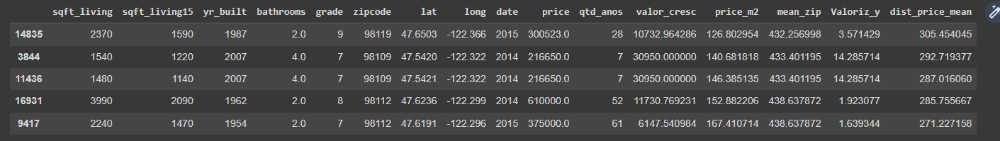 sqft_living sqft_living15 yr_built bathrooms grade zipcode lat long date price qtd_anos valor_cresc price_m2 mean_zip Valoriz_y dist_price_mean
14835 2370 1590 1987 2.0 9 98119 47.6503 -122.366 2015 300523.0 28 10732.964286 126.802954 432.256998 3.571429 305.454045
3844 1540 1220 2007 4.0 7 98109 47.5420 -122.322 2014 216650.0 7 30950.000000 140.681818 433.401195 14.285714 292.719377
11436 1480 1140 2007 4.0 7 98109 47.5421 -122.322 2014 216650.0 7 30950.000000 146.385135 433.401195 14.285714 287.016060
16931 3990 2090 1962 2.0 8 98112 47.6236 -122.299 2014 610000.0 52 11730.769231 152.882206 438.637872 1.923077 285.755667
9417 2240 1470 1954 2.0 7 98112 47.6191 -122.296 2015 375000.0 61 6147.540984 167.410714 438.637872 1.639344 271.227158